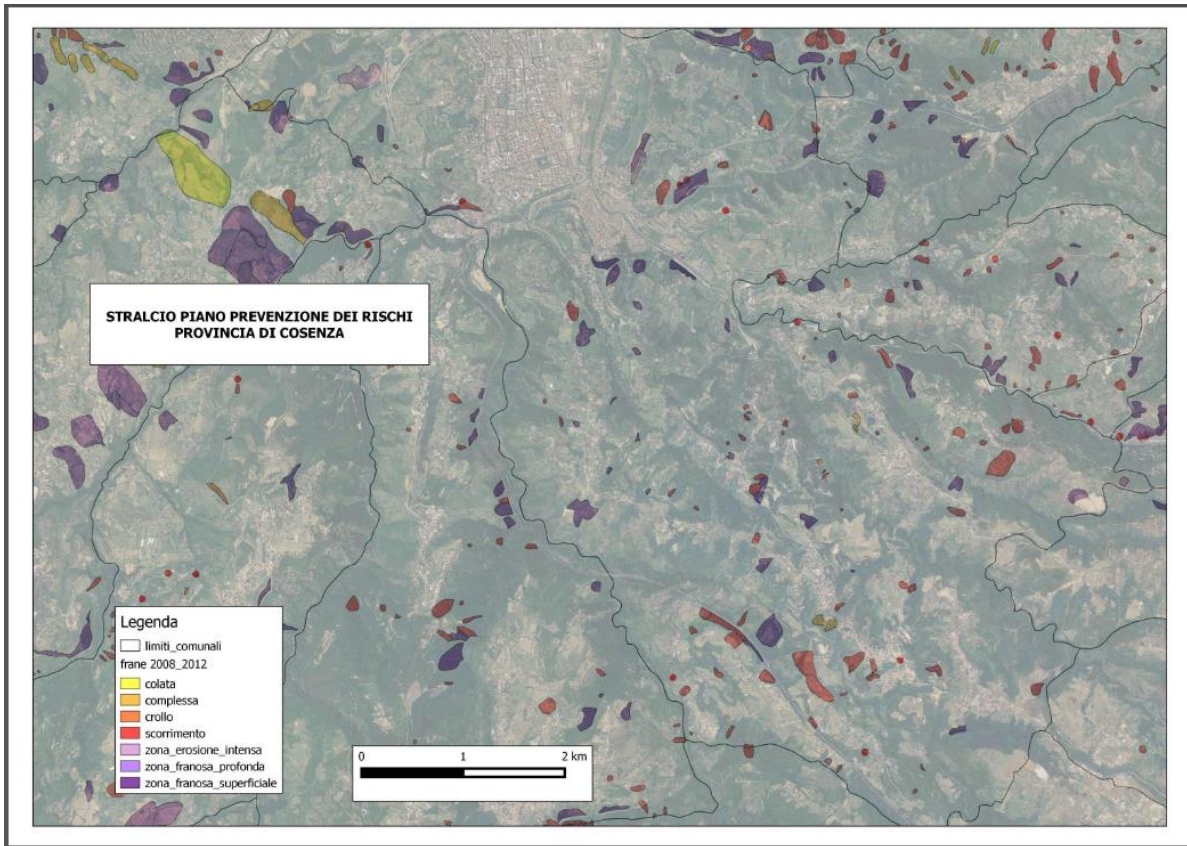 STRALCIO PIANO PREVENZIONE DEI RISCHI
PROVINCIA DI COSENZA
Legenda
limiti_comunali
frane 2008_2012
colata
complessa
crollo
scorrimento
zona_erosione_intensa
zona_franosa_profonda
zona_franosa_superficiale
0 1 2 km